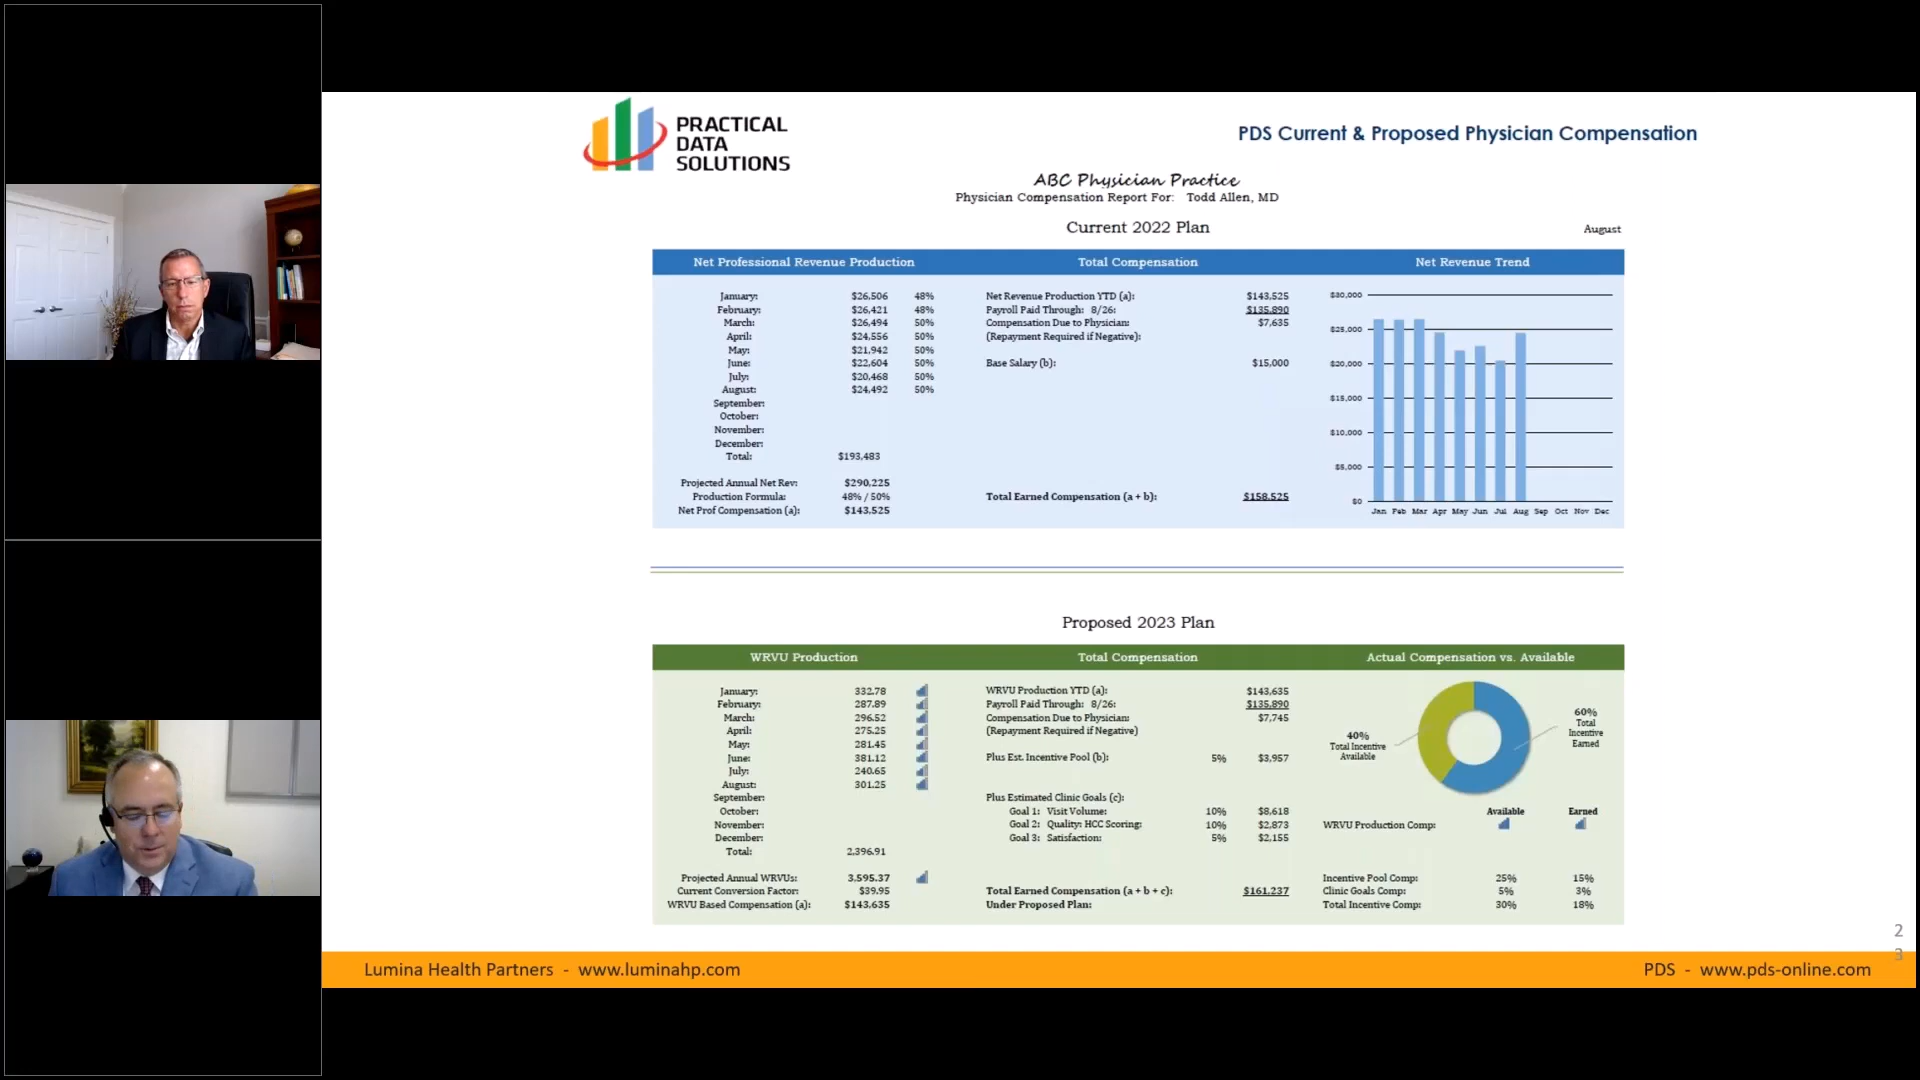 PRACTICAL
DATA
SOLUTIONS
PDS Current & Proposed Physician Compensation
ABC Physician Practice
Physician Compensation Report For: Todd Allen, MD
Current 2022 Plan
August
Net Professional Revenue Production Total Compensation Net Revenue Trend
January: $26,506 48%
February: $26,421 48%
March: $26,494 50%
April: $24,556 50%
May: $21,942 50%
June: $22,604 50%
July: $20,468 50%
August: $24,492 50%
September:
October:
November:
December:
Total: $193,483
Projected Annual Net Rev: $290,225
Production Formula: 48% / 50%
Net Prof Compensation (a): $143,525
Net Revenue Production YTD (a): $143,525
Payroll Paid Through: 8/26: $135,890
Compensation Due to Physician: $7,635
(Repayment Required if Negative):
Base Salary (b): $15,000
Total Earned Compensation (a + b): $158,525
$30,000
$25,000
$20,000
$15,000
$10,000
$5,000
$0
Jan Feb Mar Apr May Jun Jul Aug Sep Oct Nov Dec
Proposed 2023 Plan
WRVU Production Total Compensation Actual Compensation vs. Available
January: 332.78
February: 287.89
March: 296.52
April: 275.25
May: 281.45
June: 381.12
July: 240.65
August: 301.25
September:
October:
November:
December:
Total: 2,396.91
Projected Annual WRVUs: 3,595.37
Current Conversion Factor: $39.95
WRVU Based Compensation (a): $143,635
WRVU Production YTD (a): $143,635
Payroll Paid Through: 8/26: $135,890
Compensation Due to Physician: $7,745
(Repayment Required if Negative)
Plus Est. Incentive Pool (b): 5% $3,957
Plus Estimated Clinic Goals (c):
Goal 1: Visit Volume: 10% $8,618
Goal 2: Quality: HCC Scoring: 10% $2,873
Goal 3: Satisfaction: 5% $2,155
Total Earned Compensation (a + b + c): $161,237
Under Proposed Plan:
40%
Total Incentive
Available
60%
Total
Incentive
Earned
Available Earned
WRVU Production Comp:
Incentive Pool Comp: 25% 15%
Clinic Goals Comp: 5% 3%
Total Incentive Comp: 30% 18%
2
3
Lumina Health Partners - www.luminahp.com
PDS - www.pds-online.com